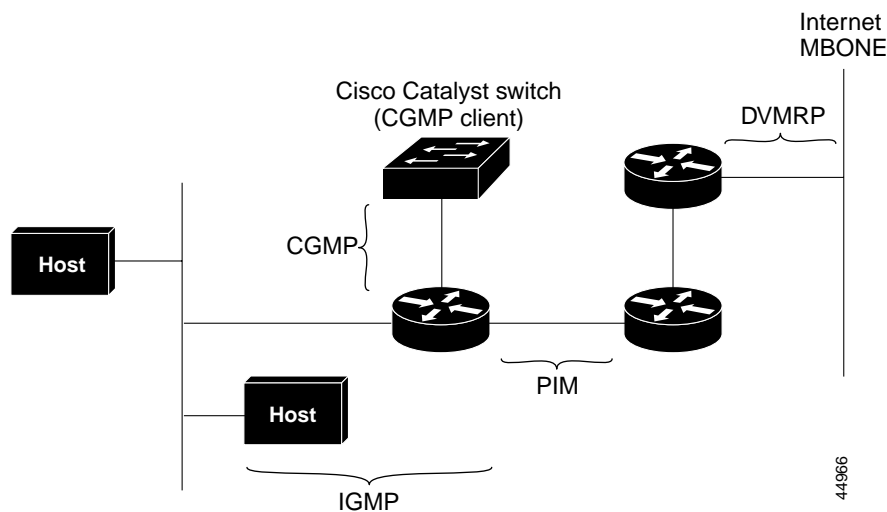 Internet
MBONE
Cisco Catalyst switch
(CGMP client)
DVMRP
CGMP
Host
PIM
Host
IGMP
44966